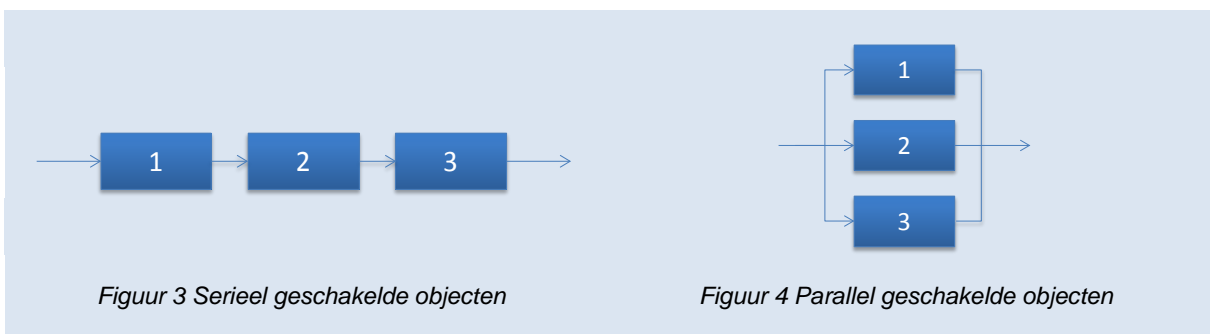 1 2 3
Figuur 3 Serieel geschakelde objecten
1
2
3
Figuur 4 Parallel geschakelde objecten